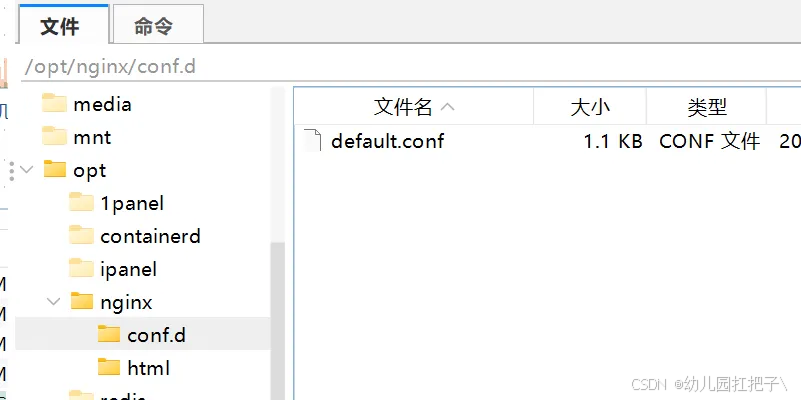 文件 命令
/opt/nginx/conf.d
media
mnt
opt
1panel
containerd
ipanel
nginx
conf.d
html
redis
文件名 大小 类型
default.conf 1.1 KB CONF 文件 20
CSDN @幼儿园扛把子\